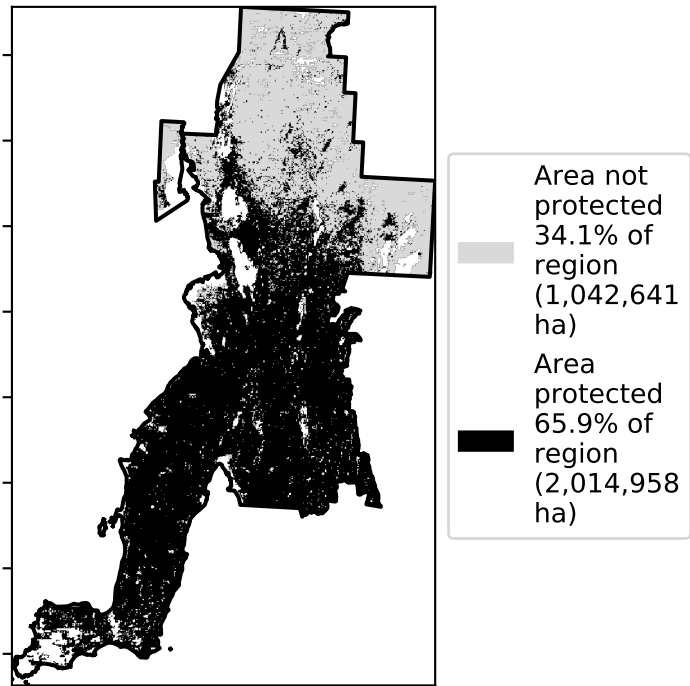 Area not
protected
34.1% of
region
(1,042,641
ha)
Area
protected
65.9% of
region
(2,014,958
ha)